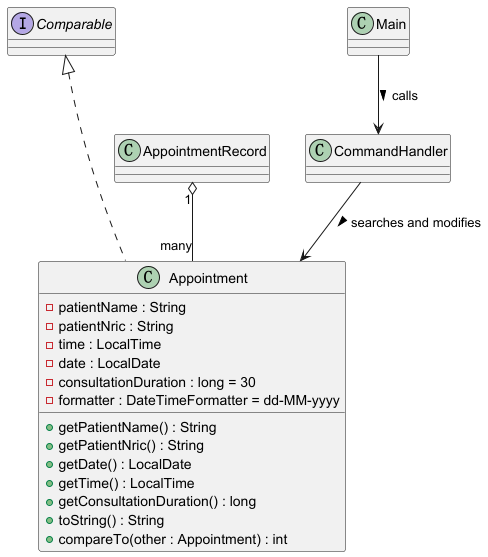 I Comparable
C Main
calls
C AppointmentRecord
C CommandHandler
1
searches and modifies
many
C Appointment
patientName : String
patientNric : String
time : LocalTime
date : LocalDate
consultationDuration : long = 30
formatter : DateTimeFormatter = dd-MM-yyyy
getPatientName() : String
getPatientNric() : String
getDate() : LocalDate
getTime() : LocalTime
getConsultationDuration() : long
toString() : String
compareTo(other : Appointment) : int